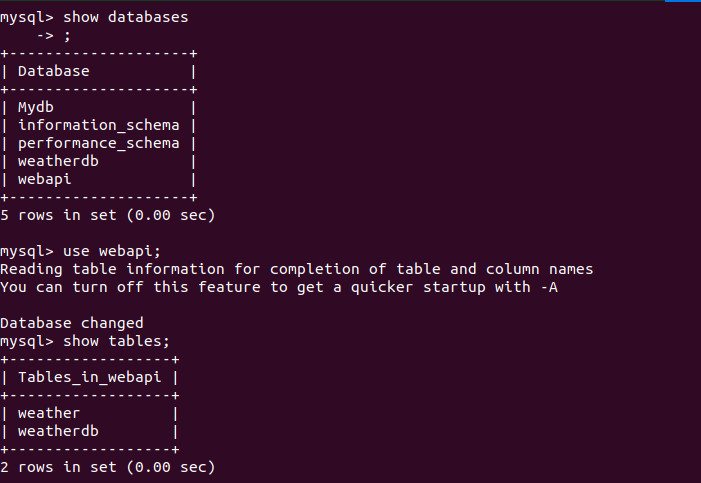 mysql> show databases
    -> ;
+--------------------+
| Database           |
+--------------------+
| Mydb               |
| information_schema |
| performance_schema |
| weatherdb          |
| webapi             |
+--------------------+
5 rows in set (0.00 sec)

mysql> use webapi;
Reading table information for completion of table and column names
You can turn off this feature to get a quicker startup with -A

Database changed
mysql> show tables;
+------------------+
| Tables_in_webapi |
+------------------+
| weather          |
| weatherdb        |
+------------------+
2 rows in set (0.00 sec)